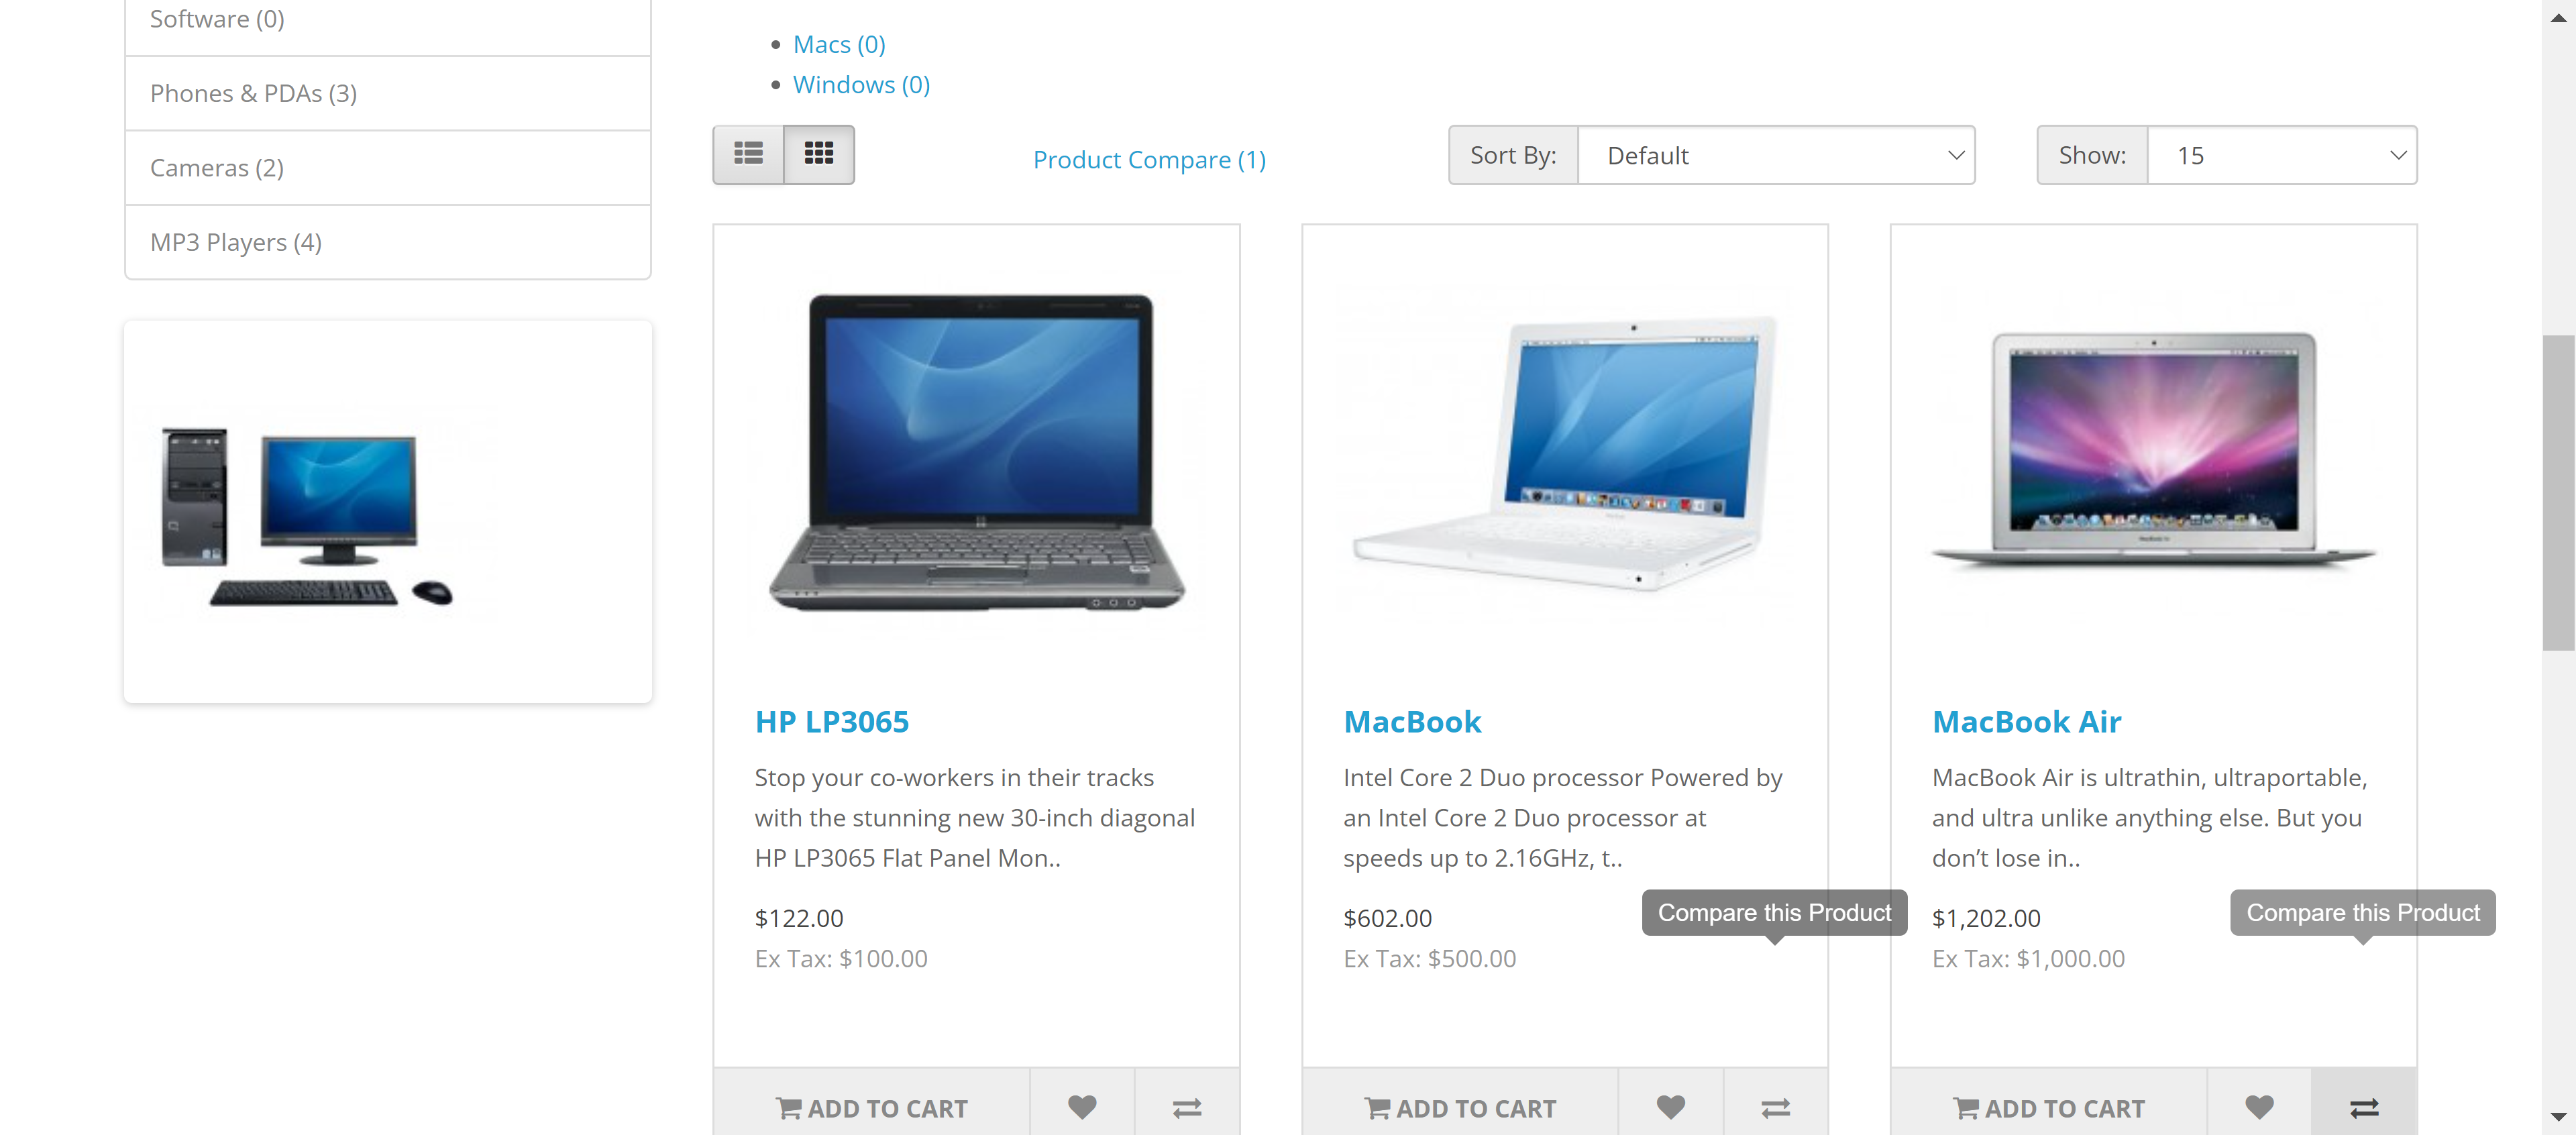 Software (0)
Phones & PDAs (3)
Cameras (2)
MP3 Players (4)
Macs (0)
Windows (0)
Product Compare (1)
Sort By:
Default
Show:
15
HP LP3065
Stop your co-workers in their tracks
with the stunning new 30-inch diagonal
HP LP3065 Flat Panel Mon..
$122.00
Ex Tax: $100.00
ADD TO CART
MacBook
Intel Core 2 Duo processor Powered by
an Intel Core 2 Duo processor at
speeds up to 2.16GHz, t..
$602.00
Compare this Product
Ex Tax: $500.00
ADD TO CART
MacBook Air
MacBook Air is ultrathin, ultraportable,
and ultra unlike anything else. But you
don’t lose in..
$1,202.00
Compare this Product
Ex Tax: $1,000.00
ADD TO CART